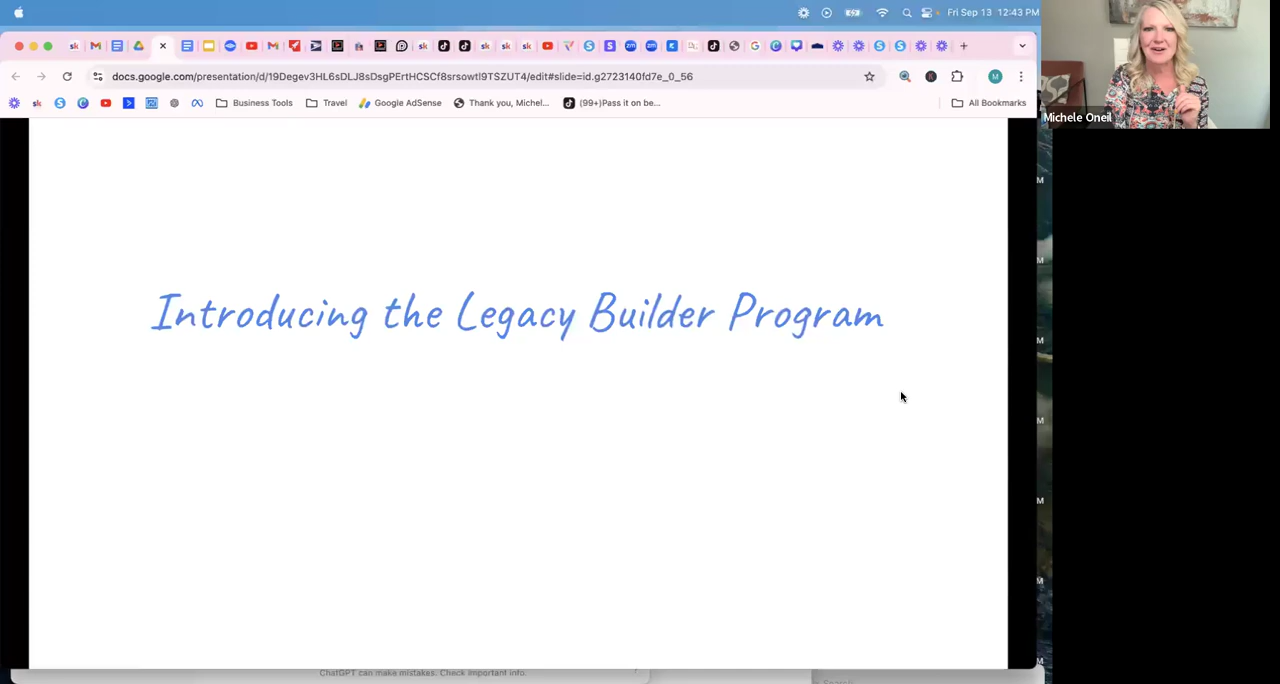 Fri Sep 13 12:43 PM
docs.google.com/presentation/d/19Degev3HL6sDLJ8sDsgPErtHCSCf8srsowtl9TSZUT4/edit#slide=id.g2723140fd7e_0_56
M
Business Tools
Travel
Google AdSense
Thank you, Michel...
(99+)Pass it on be...
All Bookmarks
Michele Oneil
Introducing the Legacy Builder Program
M
M
M
M
M
M
M
ChatGPT can make mistakes. Check important info.
Search